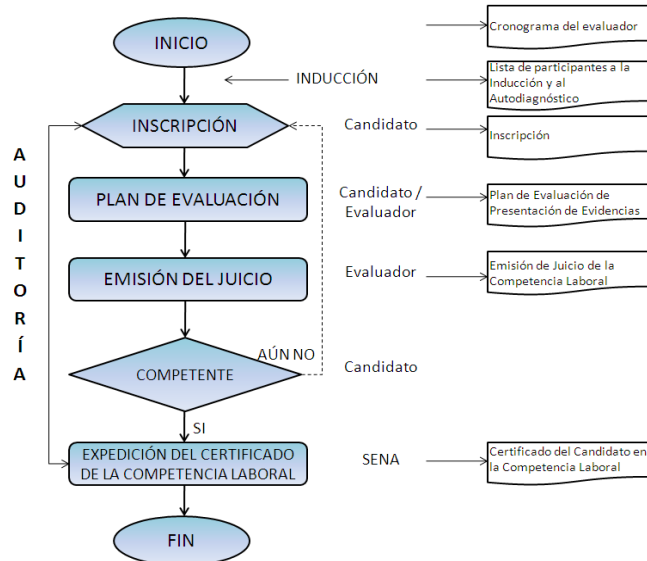 Cronograma del evaluador
INICIO
INDUCCIÓN
Lista de participantes a la
Inducción y al
Autodiagnóstico
INSCRIPCIÓN
Candidato
Inscripción
AUDITORÍA
PLAN DE EVALUACIÓN
Candidato /
Evaluador
Plan de Evaluación de
Presentación de Evidencias
EMISIÓN DEL JUICIO
Evaluador
Emisión de Juicio de la
Competencia Laboral
AÚN NO
COMPETENTE
Candidato
SI
EXPEDICIÓN DEL CERTIFICADO
DE LA COMPETENCIA LABORAL
SENA
Certificado del Candidato en
la Competencia Laboral
FIN